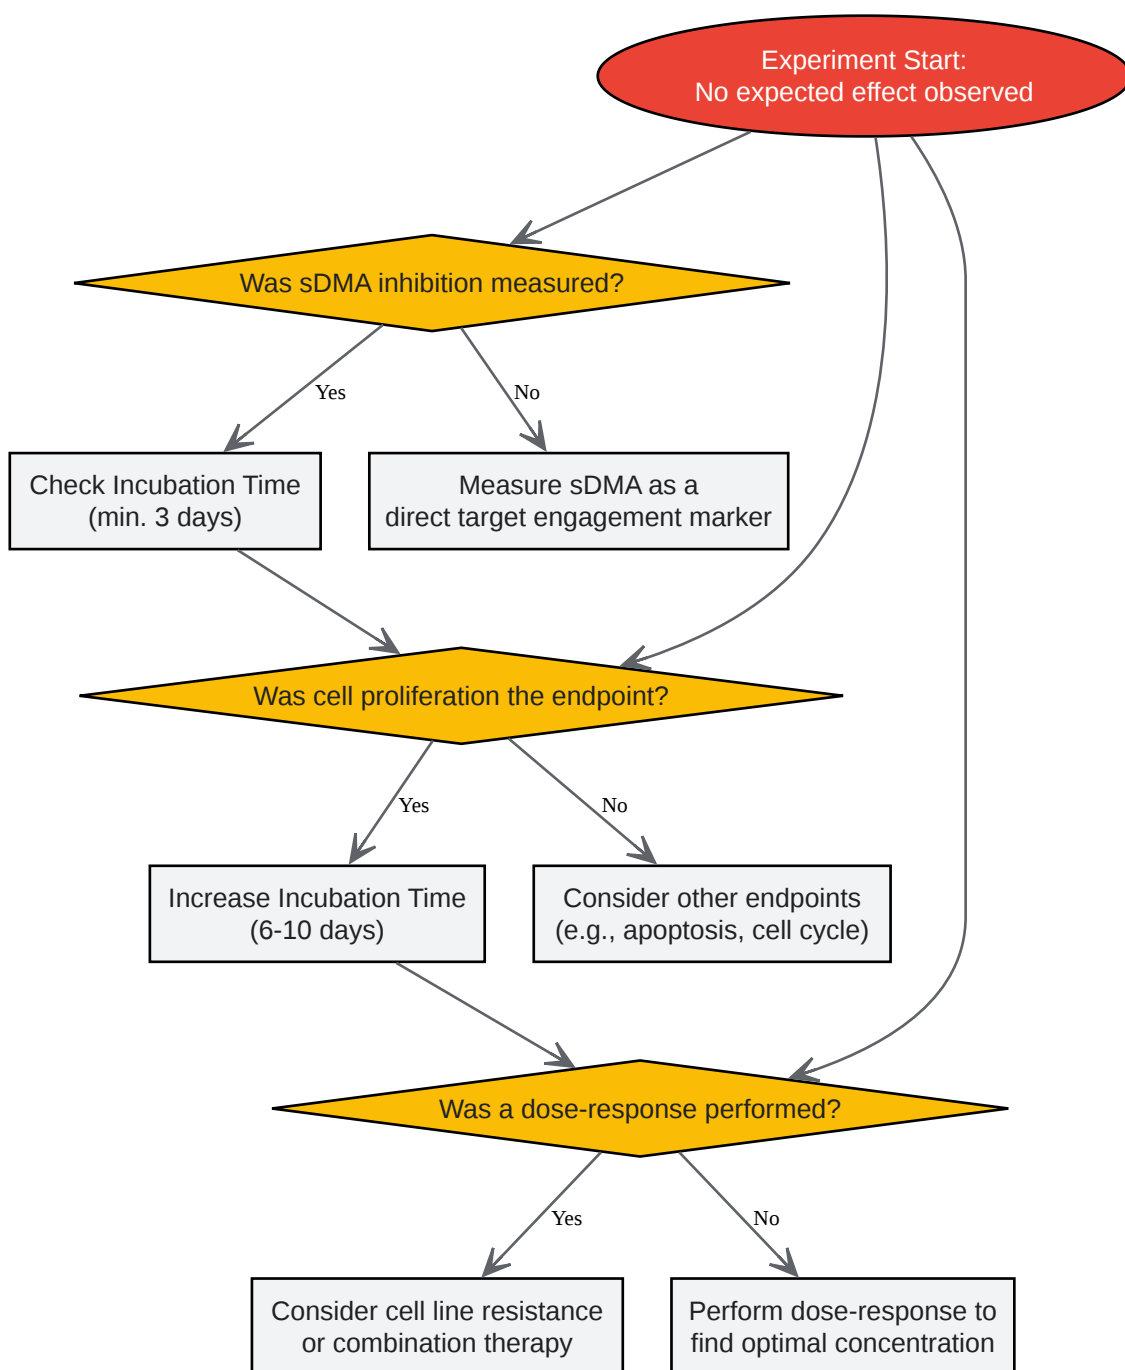 Experiment Start:
No expected effect observed
Was sDMA inhibition measured?
Yes
No
Check Incubation Time
(min. 3 days)
Measure sDMA as a
direct target engagement marker
Was cell proliferation the endpoint?
Yes
No
Increase Incubation Time
(6-10 days)
Consider other endpoints
(e.g., apoptosis, cell cycle)
Was a dose-response performed?
Yes
No
Consider cell line resistance
or combination therapy
Perform dose-response to
find optimal concentration